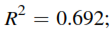 R² = 0.692;